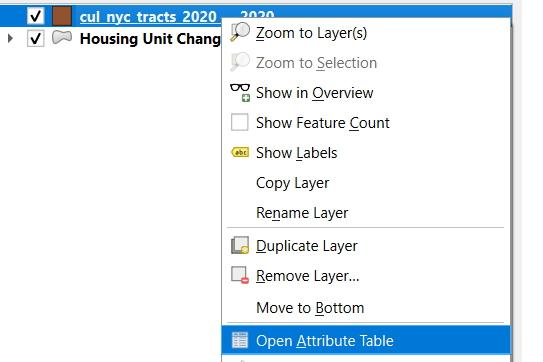 cul_nyc_tracts_2020 — 2020
Housing Unit Chang
Zoom to Layer(s)
Zoom to Selection
Show in Overview
Show Feature Count
abc Show Labels
Copy Layer
Rename Layer
Duplicate Layer
Remove Layer...
Move to Bottom
Open Attribute Table